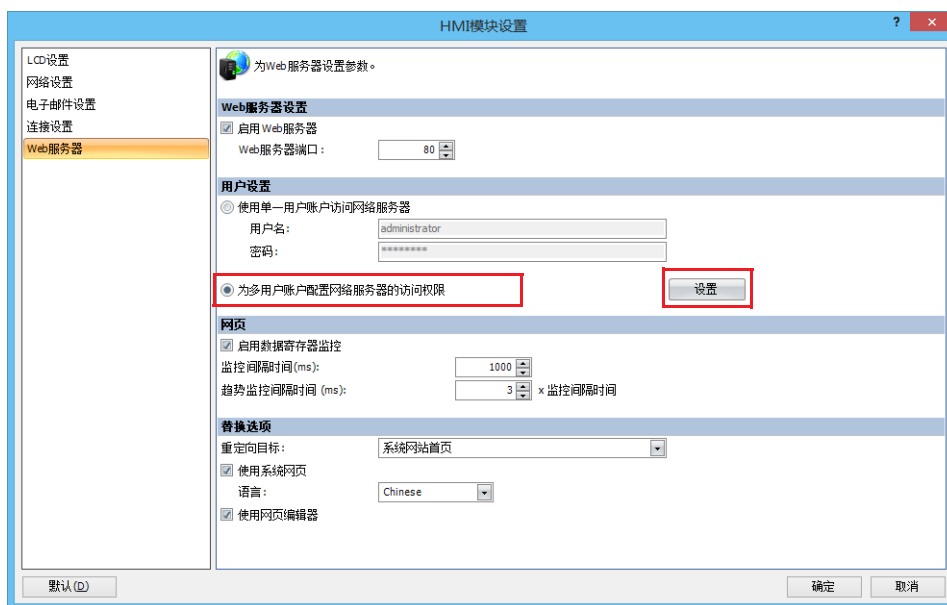 HMI模块设置
?
×
LCD设置
网络设置
电子邮件设置
连接设置
Web服务器
为Web服务器设置参数。
Web服务器设置
启用Web服务器
Web服务器端口: 80
用户设置
使用单一用户账户访问网络服务器
用户名: administrator
密码: ********
为多用户账户配置网络服务器的访问权限 设置
网页
启用数据寄存器监控
监控间隔时间(ms): 1000
趋势监控间隔时间 (ms): 3 x 监控间隔时间
替换选项
重定向目标: 系统网站首页
使用系统网页
语言: Chinese
使用网页编辑器
默认(D) 确定 取消